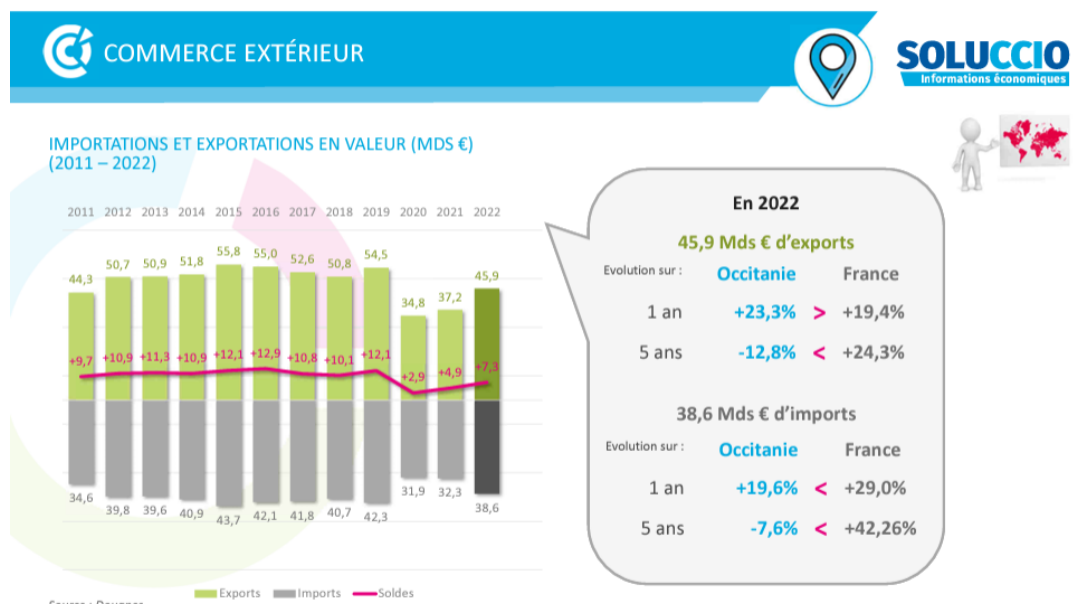 COMMERCE EXTÉRIEUR
SOLUCCIO
Informations économiques
IMPORTATIONS ET EXPORTATIONS EN VALEUR (MDS €)
(2011 – 2022)
2011 2012 2013 2014 2015 2016 2017 2018 2019 2020 2021 2022
44,3 50,7 50,9 51,8 55,8 55,0 52,6 50,8 54,5 34,8 37,2 45,9
+9,7 +10,9 +11,3 +10,9 +12,1 +12,9 +10,8 +10,1 +12,1 +2,9 +4,9 +7,3
34,6 39,8 39,6 40,9 43,7 42,1 41,8 40,7 42,3 31,9 32,3 38,6
Exports Imports Soldes
En 2022
45,9 Mds € d’exports
Evolution sur : Occitanie France
1 an +23,3% > +19,4%
5 ans -12,8% < +24,3%
38,6 Mds € d’imports
Evolution sur : Occitanie France
1 an +19,6% < +29,0%
5 ans -7,6% < +42,26%